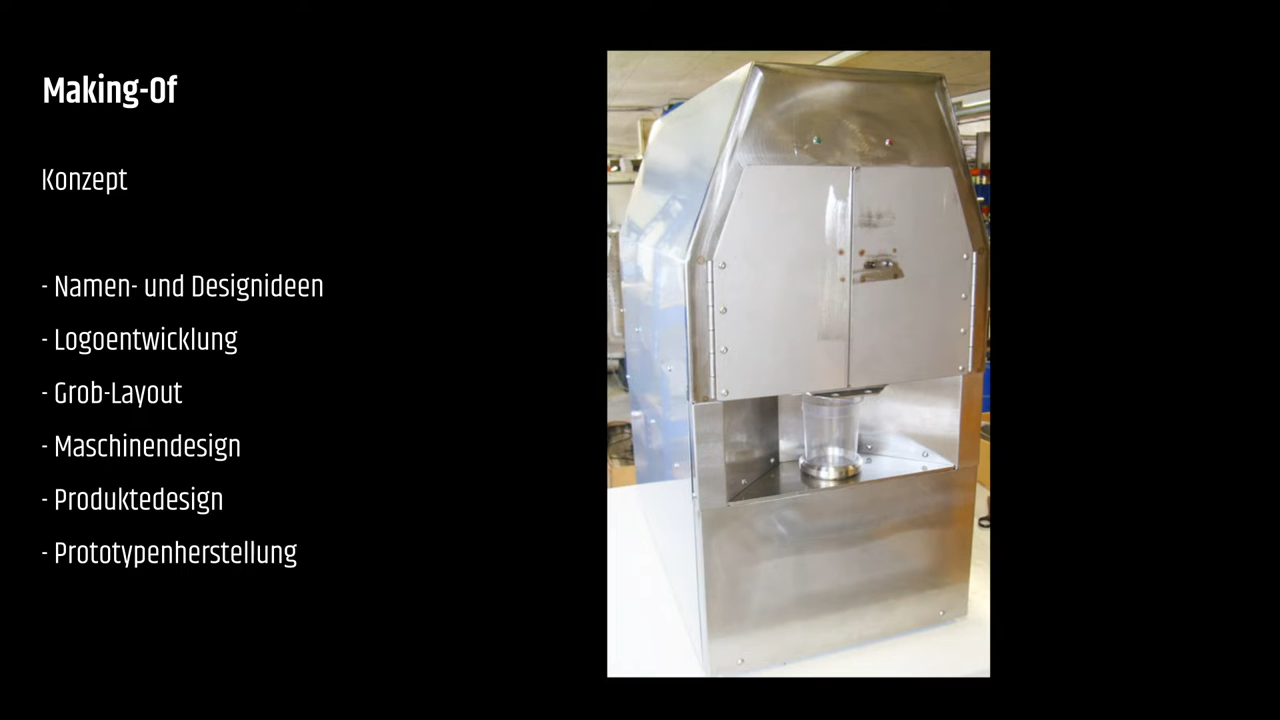 Making-Of
Konzept
- Namen- und Designideen
- Logoentwicklung
- Grob-Layout
- Maschinendesign
- Produktedesign
- Prototypenherstellung